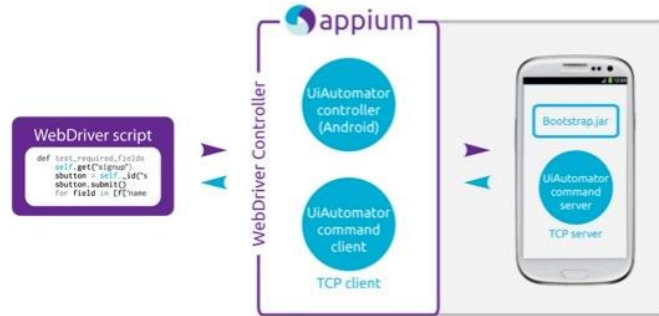 appium
WebDriver script
def test_required_fields
self.get("signup")
sbutton = self._id("s
sbutton.submit()
for field in [f['name
WebDriver Controller
UiAutomator
controller
(Android)
UiAutomator
command
client
TCP client
Bootstrap.jar
UiAutomator
command
server
TCP server